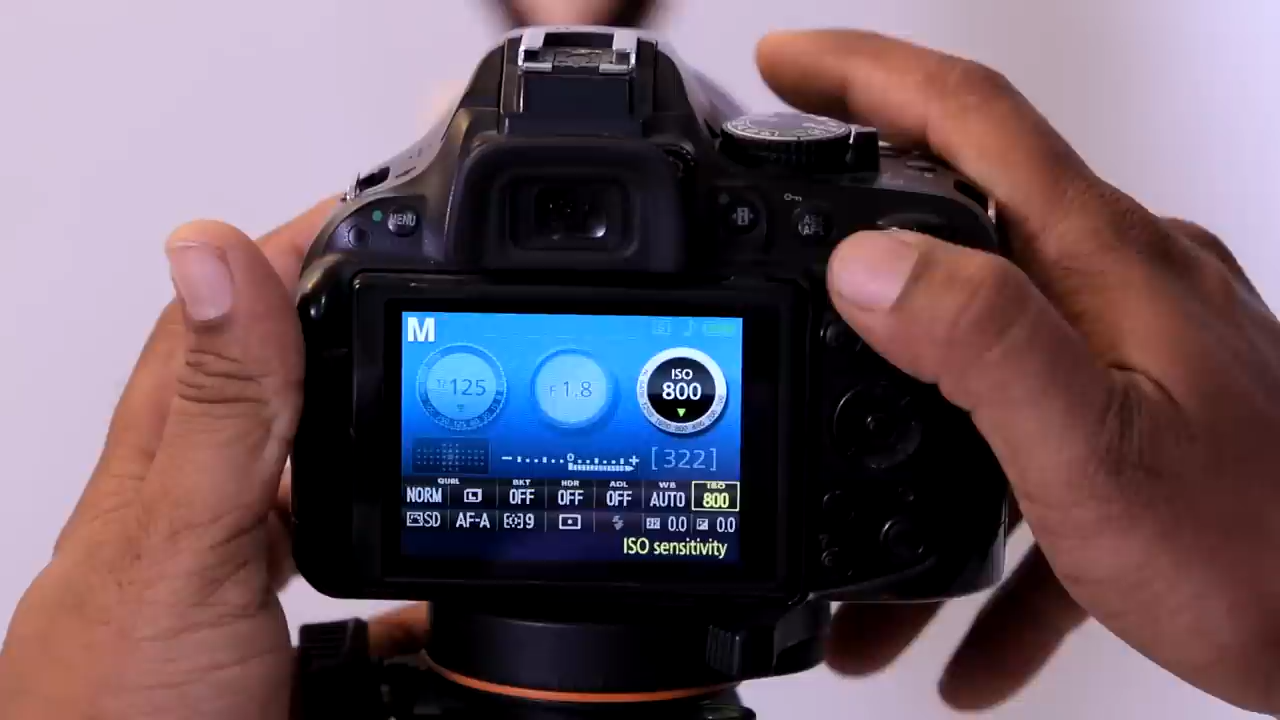 MENU
M
125
F1.8
ISO
800
[322]
QUAL
BKT
HDR
ADL
WB
ISO
NORM
L
OFF
OFF
OFF
AUTO
800
SD
AF-A
9
0.0
0.0
ISO sensitivity